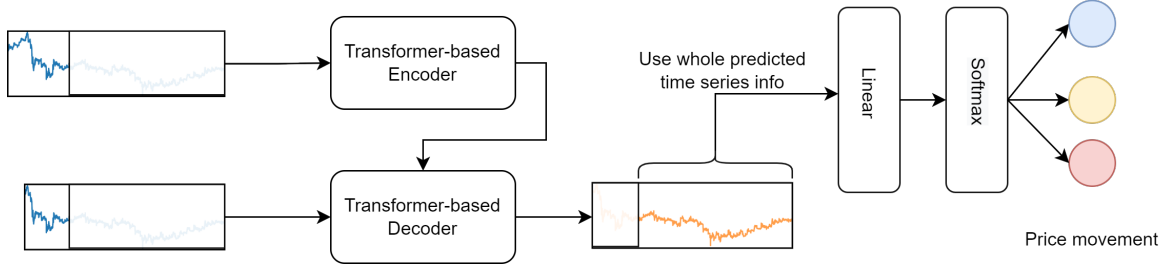 Transformer-based
Encoder
Use whole predicted
time series info
Linear
Softmax
Transformer-based
Decoder
Price movement